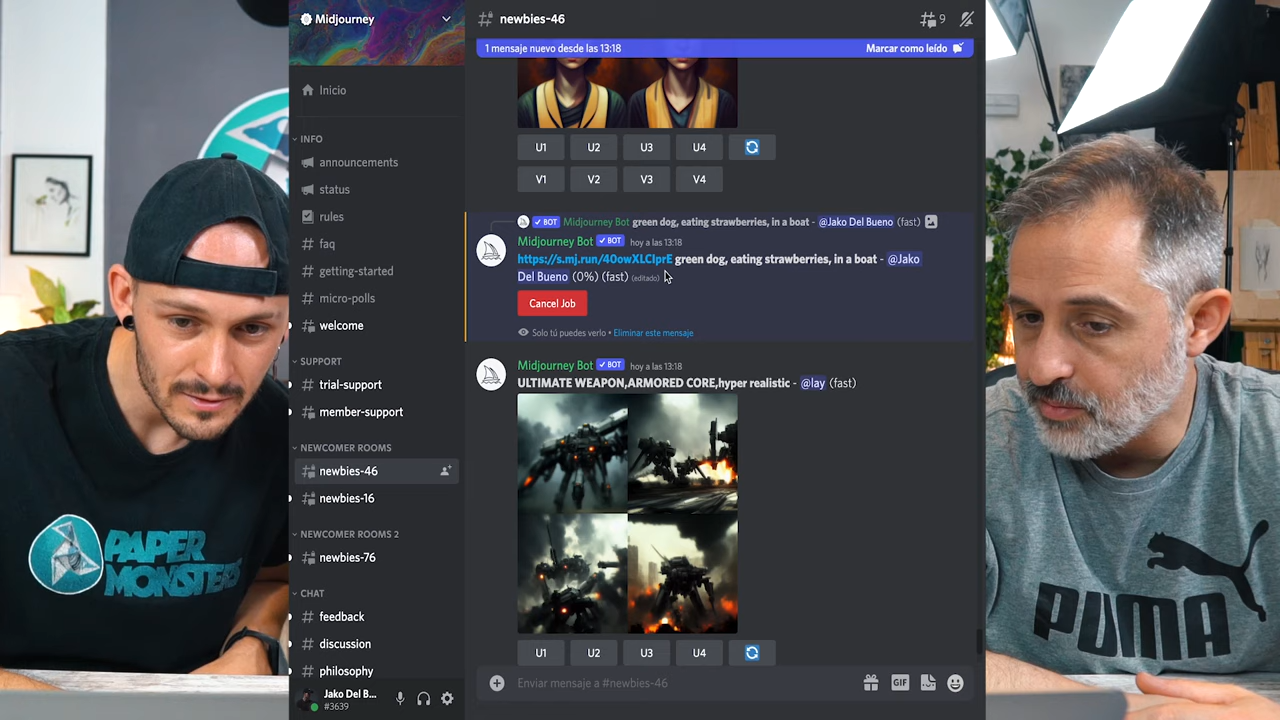 Midjourney
Inicio
INFO
announcements
status
rules
faq
getting-started
micro-polls
welcome
SUPPORT
trial-support
member-support
NEWCOMER ROOMS
newbies-46
newbies-16
NEWCOMER ROOMS 2
newbies-76
CHAT
feedback
discussion
philosophy
Jako Del B...
#3639
newbies-46
9
1 mensaje nuevo desde las 13:18
Marcar como leído
U1 U2 U3 U4
V1 V2 V3 V4
BOT Midjourney Bot green dog, eating strawberries, in a boat - @Jako Del Bueno (fast)
Midjourney Bot BOT hoy a las 13:18
https://s.mj.run/40owXLCIprE green dog, eating strawberries, in a boat - @Jako
Del Bueno (0%) (fast) (editado)
Cancel Job
Solo tú puedes verlo • Eliminar este mensaje
Midjourney Bot BOT hoy a las 13:18
ULTIMATE WEAPON,ARMORED CORE,hyper realistic - @lay (fast)
U1 U2 U3 U4
Enviar mensaje a #newbies-46
GIF
PAPER
MONSTERS
PUMA